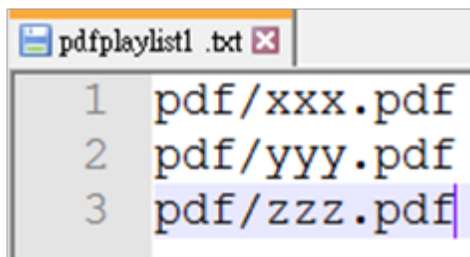 pdfplaylist1 .txt
1 pdf/xxx.pdf
2 pdf/yyy.pdf
3 pdf/zzz.pdf